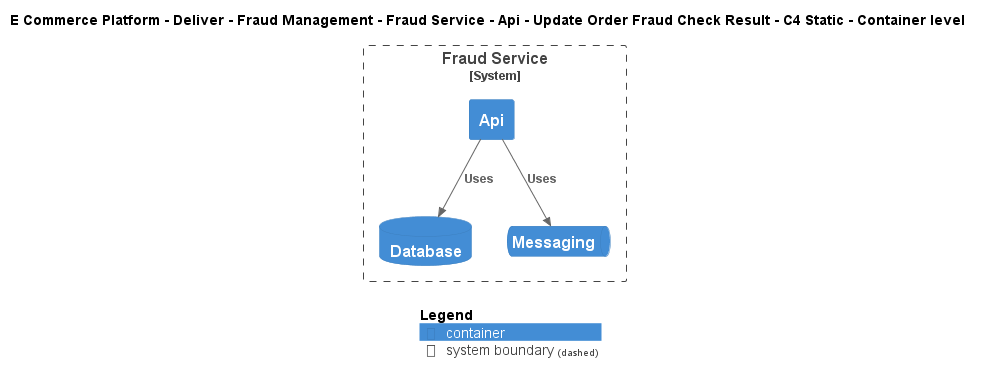 E Commerce Platform - Deliver - Fraud Management - Fraud Service - Api - Update Order Fraud Check Result - C4 Static - Container level
Fraud Service
[System]
Api
Uses Uses
Database Messaging
Legend
container
system boundary (dashed)